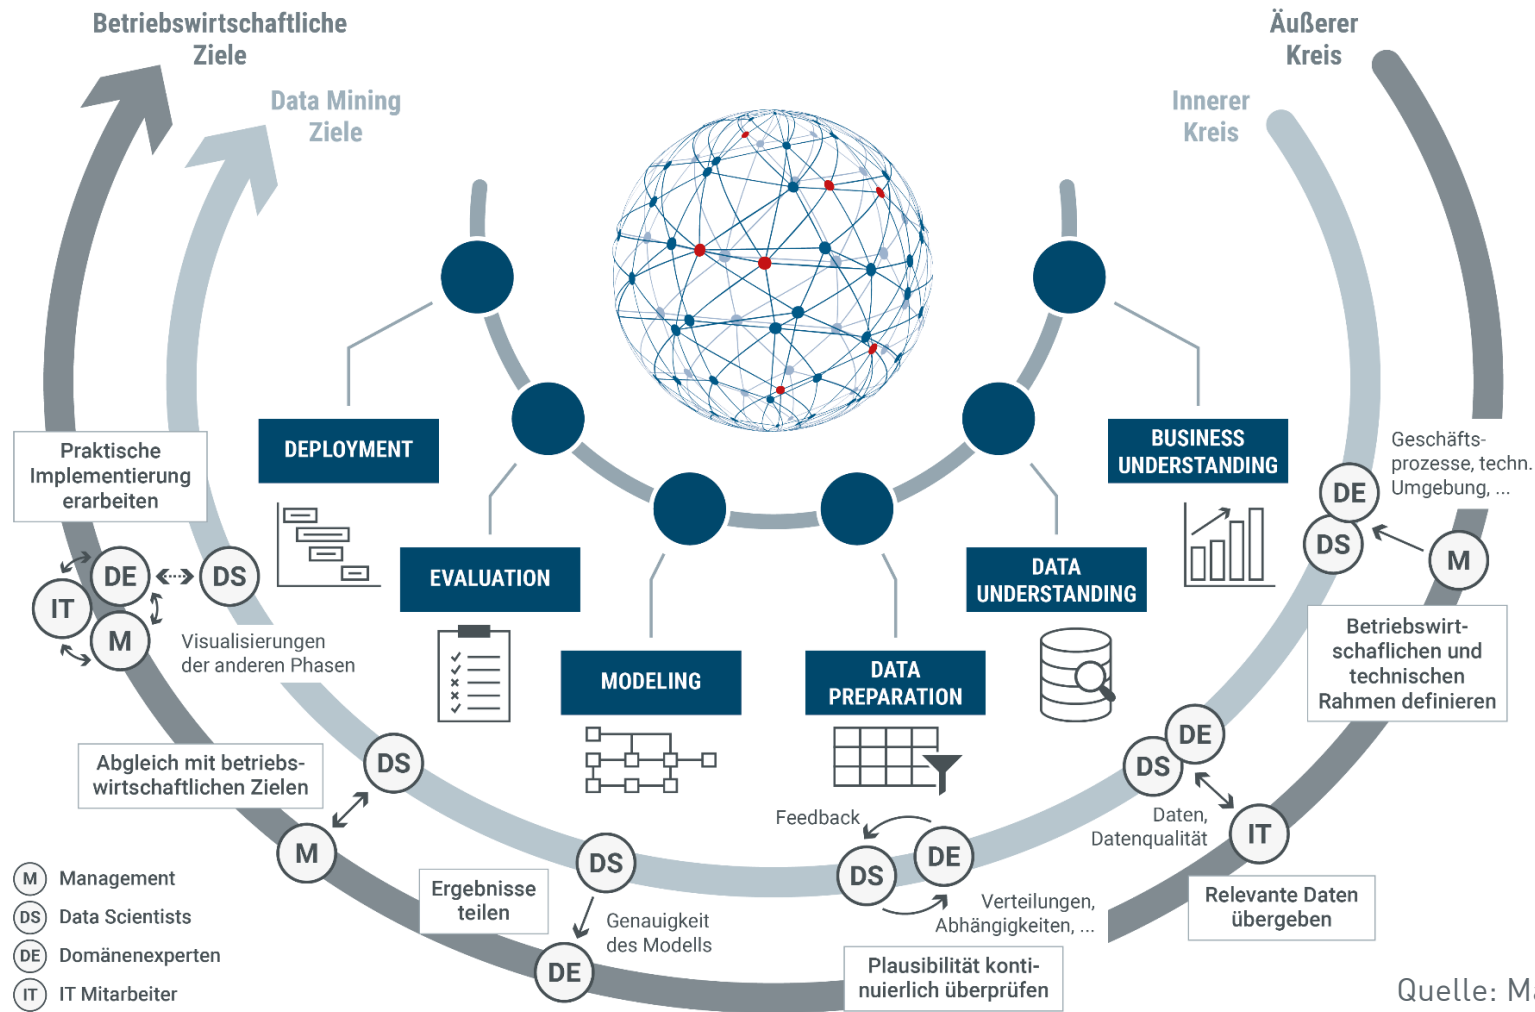 Betriebswirtschaftliche
Ziele
Data Mining
Ziele
Äußerer
Kreis
Innerer
Kreis
DEPLOYMENT
EVALUATION
MODELING
DATA
PREPARATION
DATA
UNDERSTANDING
BUSINESS
UNDERSTANDING
Praktische
Implementierung
erarbeiten
DE
DS
IT
M
Visualisierungen
der anderen Phasen
Abgleich mit betriebs-
wirtschaftlichen Zielen
DS
M
Ergebnisse
teilen
DS
Genauigkeit
des Modells
DE
Feedback
DS
DE
Verteilungen,
Abhängigkeiten, ...
Plausibilität konti-
nuierlich überprüfen
DE
DS
Daten,
Datenqualität
IT
Relevante Daten
übergeben
Geschäfts-
prozesse, techn.
Umgebung, ...
DE
DS
M
Betriebswirt-
schaflichen und
technischen
Rahmen definieren
M Management
DS Data Scientists
DE Domänenexperten
IT IT Mitarbeiter
Quelle: